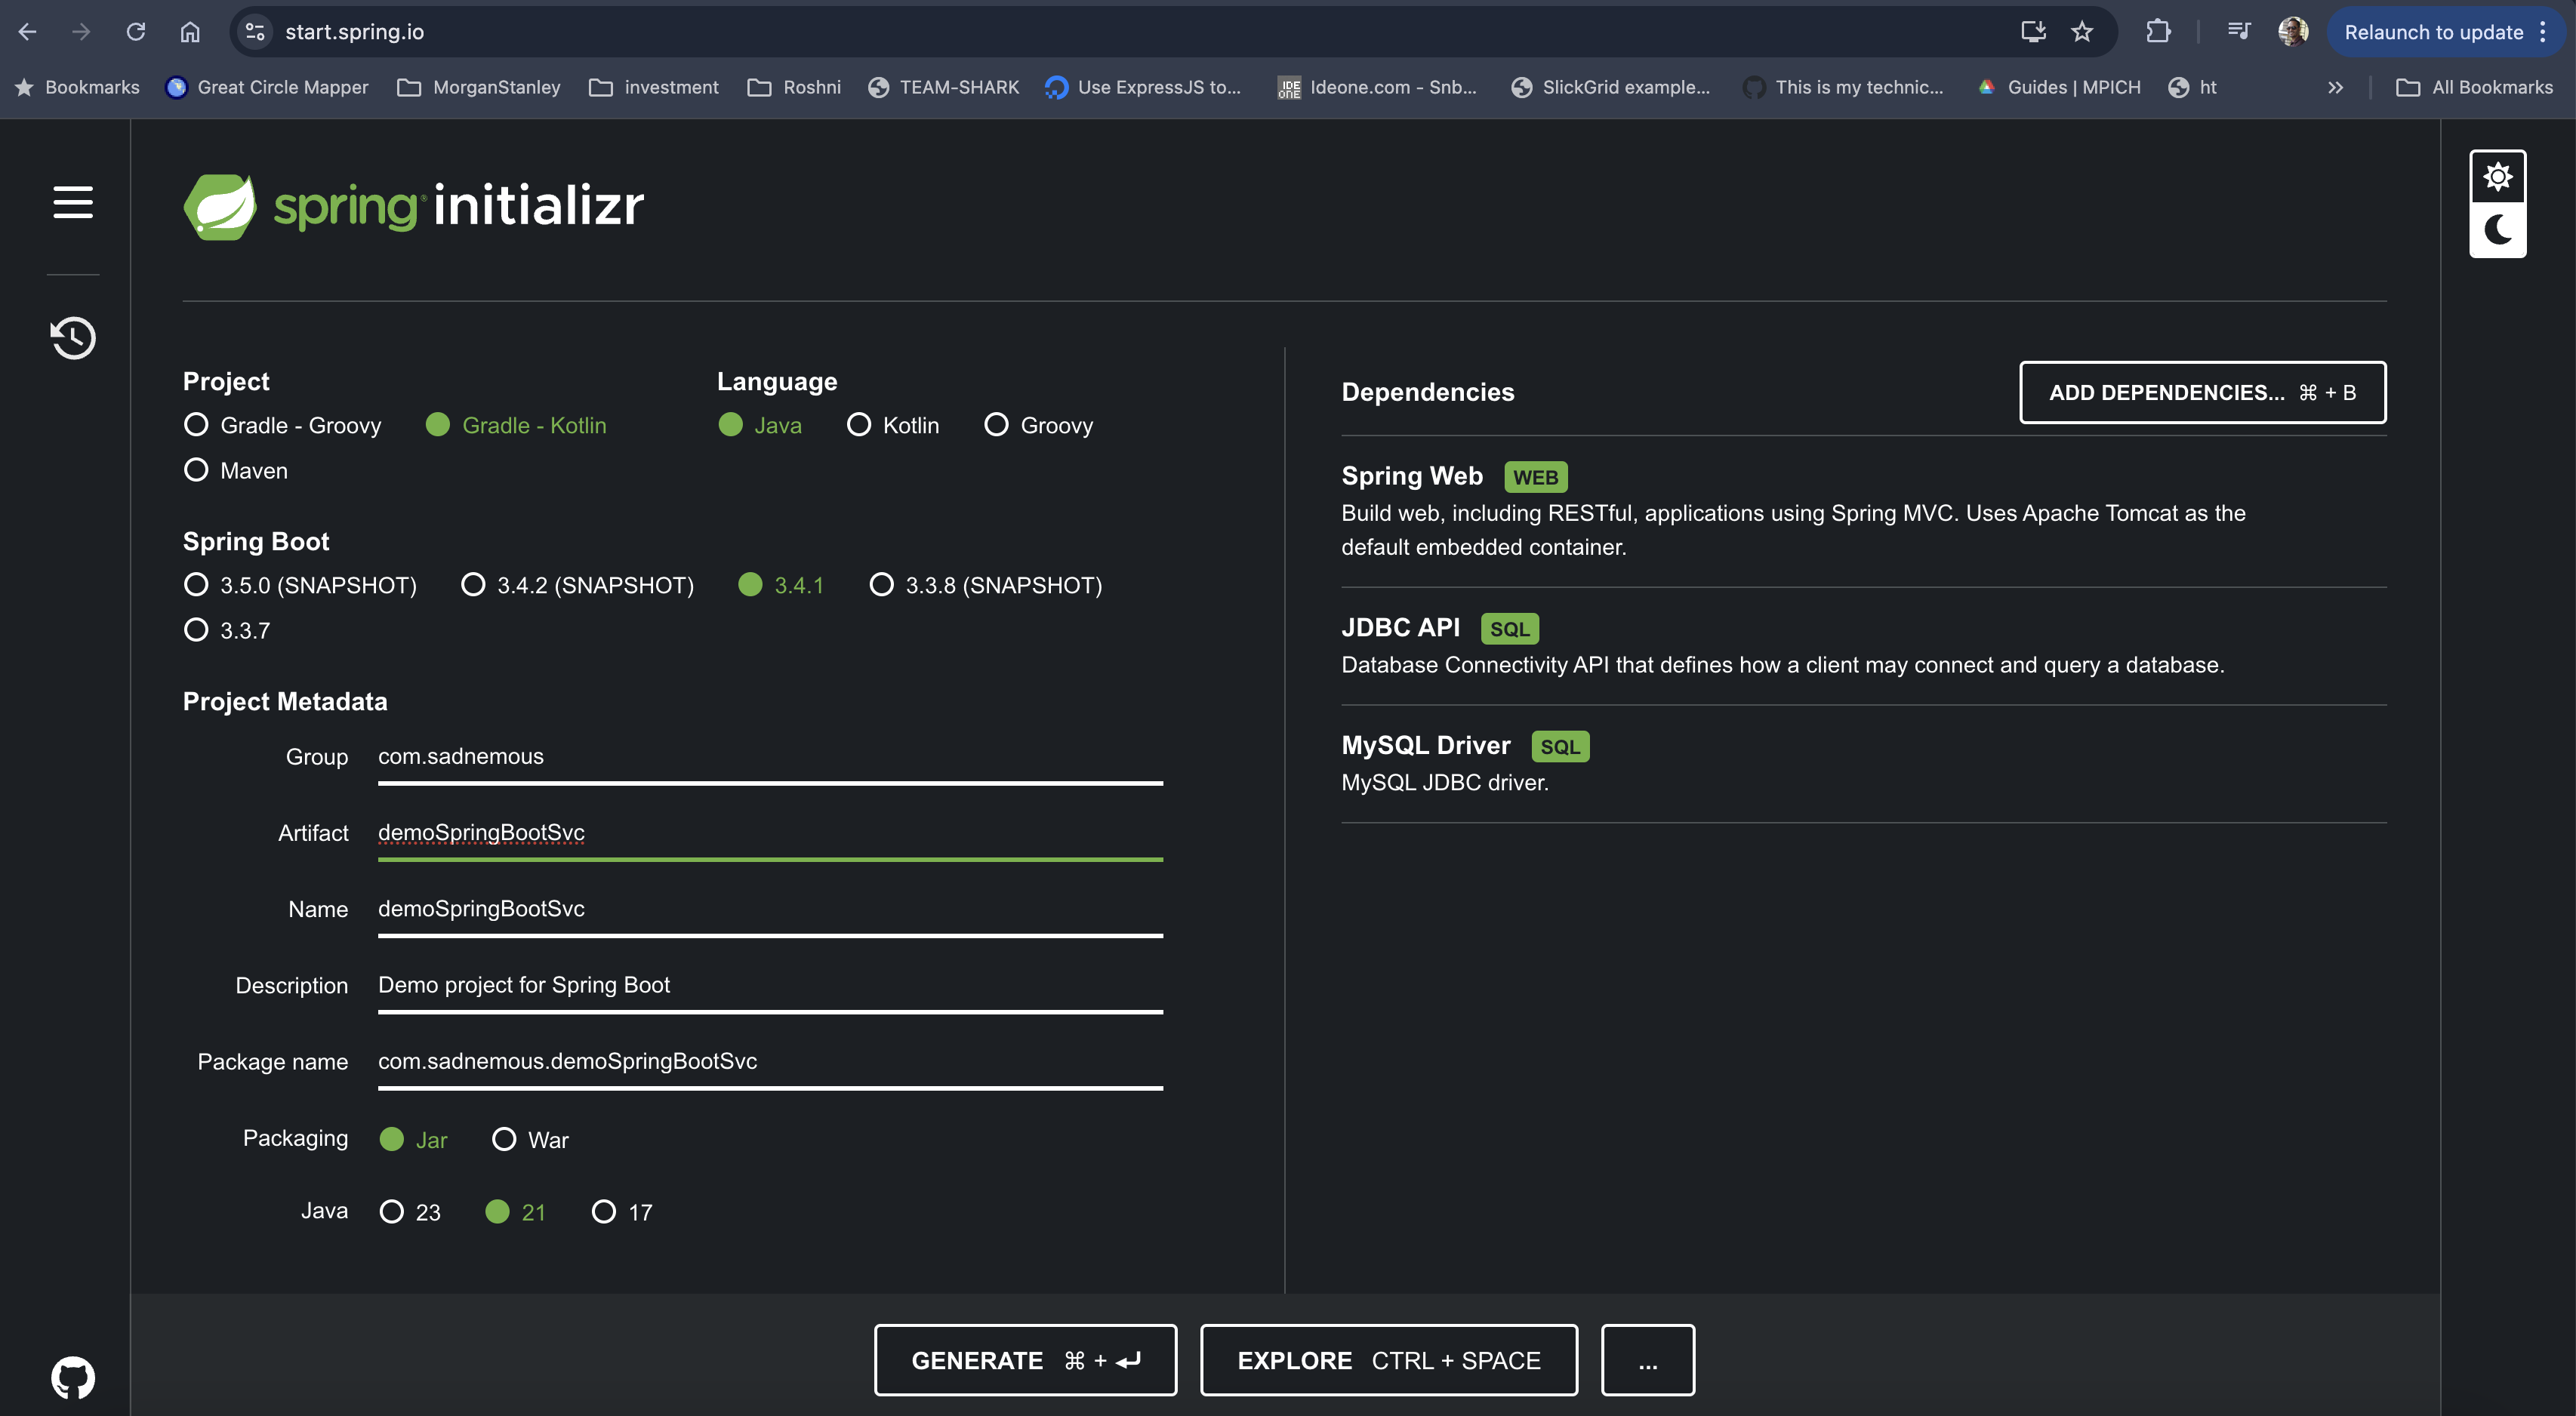 start.spring.io
Relaunch to update
Bookmarks
Great Circle Mapper
MorganStanley
investment
Roshni
TEAM-SHARK
Use ExpressJS to...
IDE
ONE
Ideone.com - Snb...
SlickGrid example...
This is my technic...
Guides | MPICH
ht
All Bookmarks
spring initializr
Project
Gradle - Groovy
Gradle - Kotlin
Maven
Language
Java
Kotlin
Groovy
Spring Boot
3.5.0 (SNAPSHOT)
3.4.2 (SNAPSHOT)
3.4.1
3.3.8 (SNAPSHOT)
3.3.7
Project Metadata
Group com.sadnemous
Artifact demoSpringBootSvc
Name demoSpringBootSvc
Description Demo project for Spring Boot
Package name com.sadnemous.demoSpringBootSvc
Packaging Jar War
Java 23 21 17
Dependencies
ADD DEPENDENCIES... ⌘ + B
Spring Web WEB
Build web, including RESTful, applications using Spring MVC. Uses Apache Tomcat as the
default embedded container.
JDBC API SQL
Database Connectivity API that defines how a client may connect and query a database.
MySQL Driver SQL
MySQL JDBC driver.
GENERATE ⌘ + ⏎
EXPLORE CTRL + SPACE
...